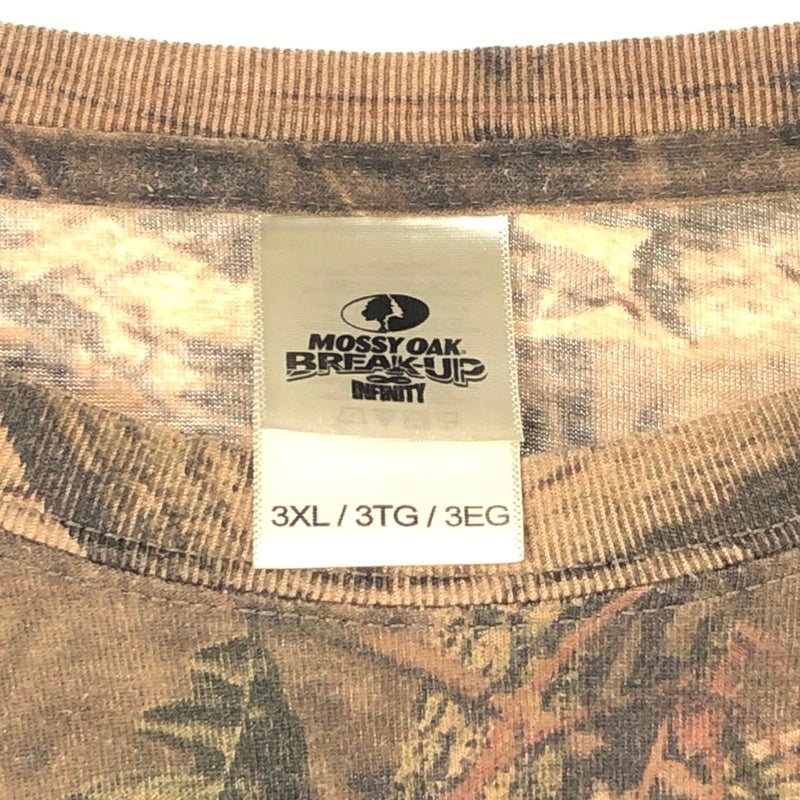 MOSSY OAK
BREAK-UP
INFINITY
3XL / 3TG / 3EG